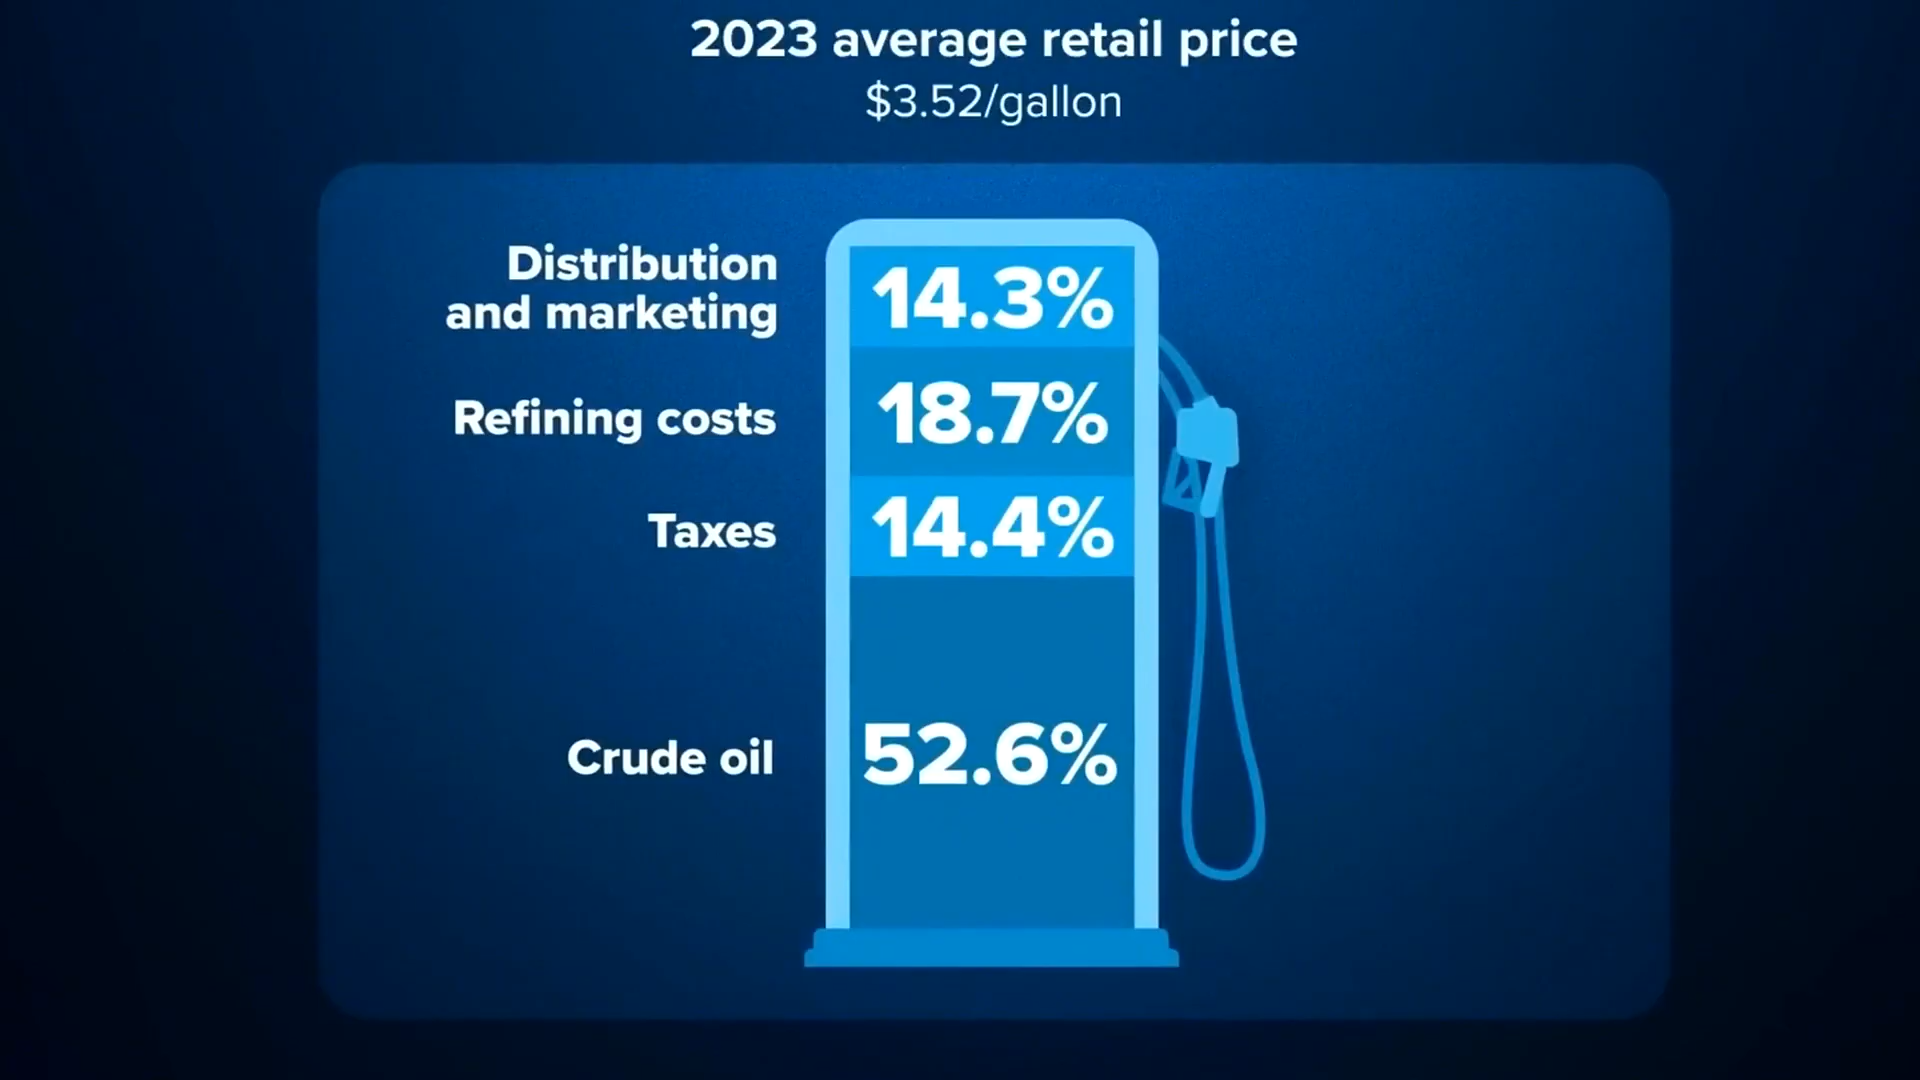 2023 average retail price
$3.52/gallon
Distribution
and marketing
14.3%
Refining costs
18.7%
Taxes
14.4%
Crude oil
52.6%